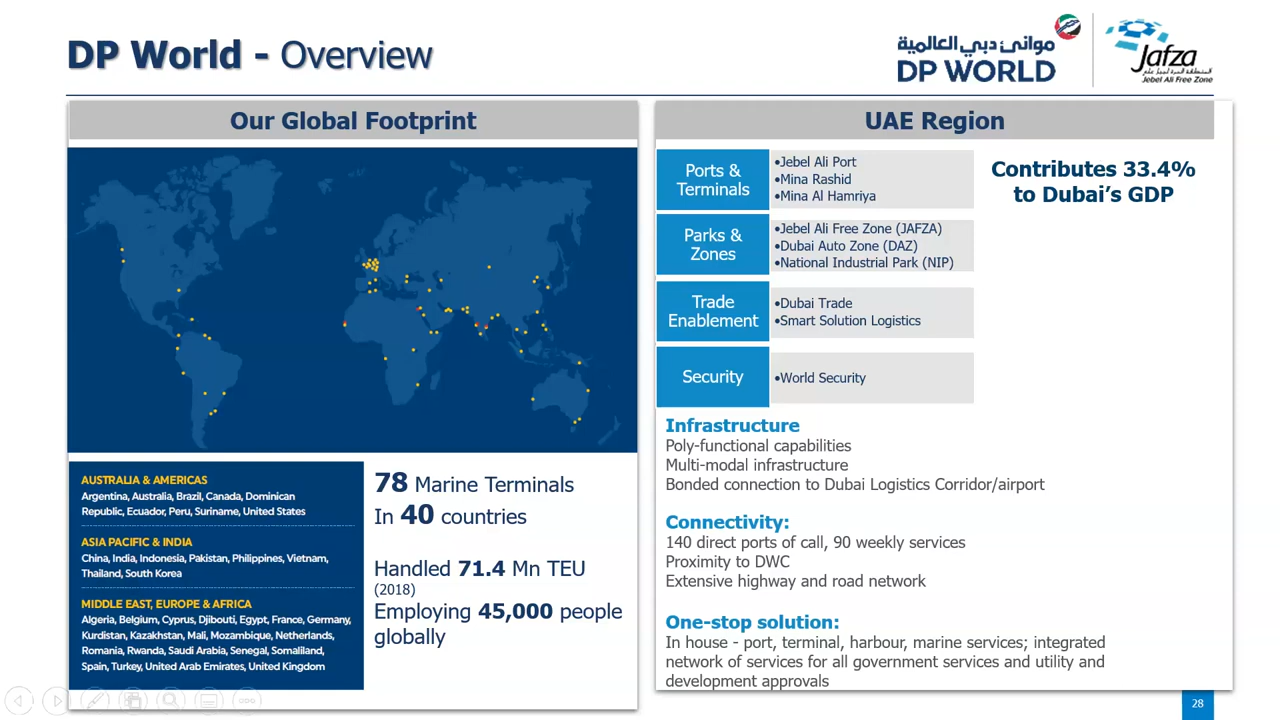 DP World - Overview
موانئ دبي العالمية
DP WORLD
Jafza
المنطقة الحرة لجبل علي
Jebel Ali Free Zone
Our Global Footprint
AUSTRALIA & AMERICAS
Argentina, Australia, Brazil, Canada, Dominican
Republic, Ecuador, Peru, Suriname, United States
ASIA PACIFIC & INDIA
China, India, Indonesia, Pakistan, Philippines, Vietnam,
Thailand, South Korea
MIDDLE EAST, EUROPE & AFRICA
Algeria, Belgium, Cyprus, Djibouti, Egypt, France, Germany,
Kurdistan, Kazakhstan, Mali, Mozambique, Netherlands,
Romania, Rwanda, Saudi Arabia, Senegal, Somaliland,
Spain, Turkey, United Arab Emirates, United Kingdom
78 Marine Terminals
In 40 countries
Handled 71.4 Mn TEU
(2018)
Employing 45,000 people
globally
UAE Region
Ports &
Terminals
•Jebel Ali Port
•Mina Rashid
•Mina Al Hamriya
Contributes 33.4%
to Dubai's GDP
Parks &
Zones
•Jebel Ali Free Zone (JAFZA)
•Dubai Auto Zone (DAZ)
•National Industrial Park (NIP)
Trade
Enablement
•Dubai Trade
•Smart Solution Logistics
Security
•World Security
Infrastructure
Poly-functional capabilities
Multi-modal infrastructure
Bonded connection to Dubai Logistics Corridor/airport
Connectivity:
140 direct ports of call, 90 weekly services
Proximity to DWC
Extensive highway and road network
One-stop solution:
In house - port, terminal, harbour, marine services; integrated
network of services for all government services and utility and
development approvals
28